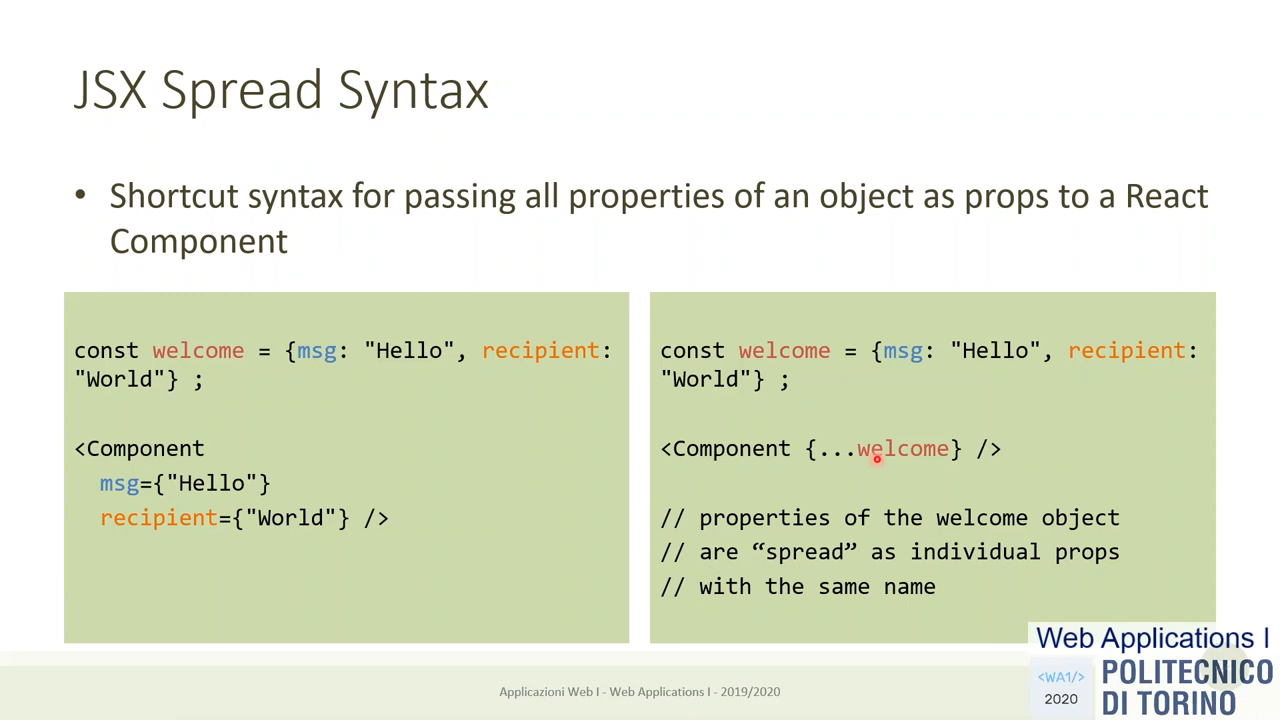 JSX Spread Syntax
• Shortcut syntax for passing all properties of an object as props to a React
Component
const welcome = {msg: "Hello", recipient:
"World"} ;
<Component
msg={"Hello"}
recipient={"World"} />
const welcome = {msg: "Hello", recipient:
"World"} ;
<Component {...welcome} />
// properties of the welcome object
// are “spread” as individual props
// with the same name
Applicazioni Web I - Web Applications I - 2019/2020
Web Applications I
<WA1/>
2020
POLITECNICO
DI TORINO